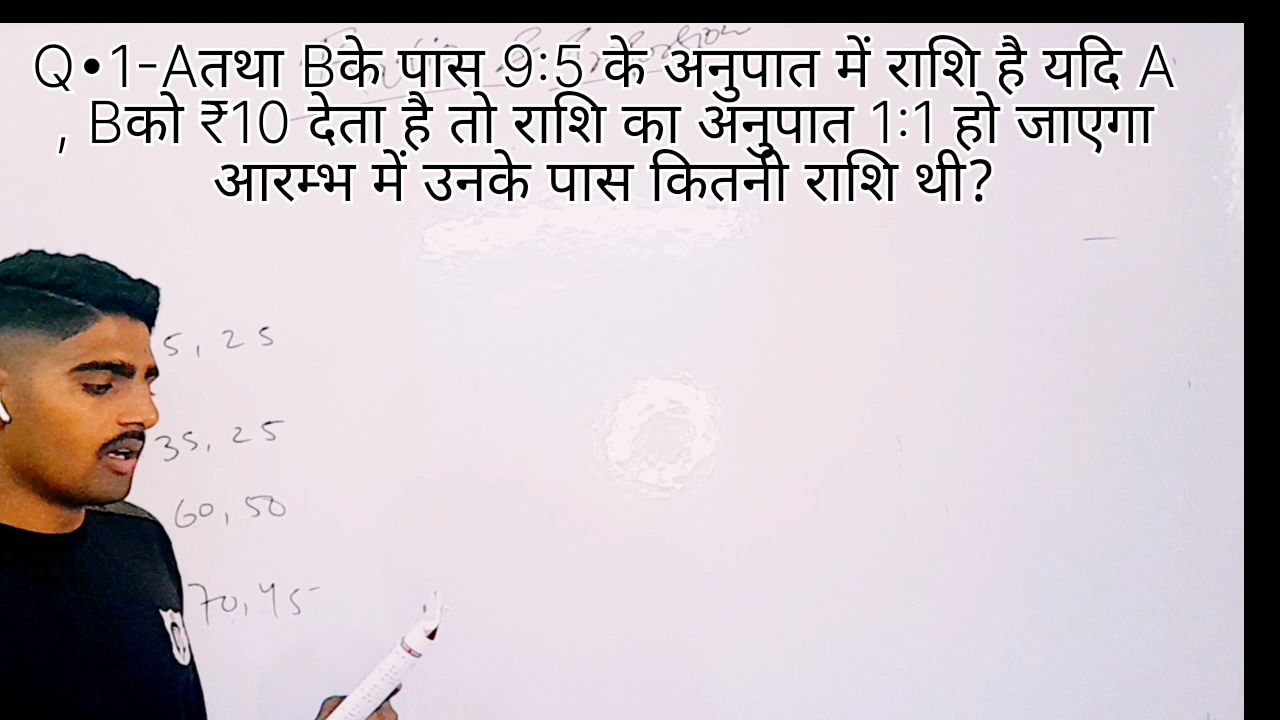 Q•1-Aतथा Bके पास 9:5 के अनुपात में राशि है यदि A
, Bको ₹10 देता है तो राशि का अनुपात 1:1 हो जाएगा
आरम्भ में उनके पास कितनी राशि थी?
5, 25
35, 25
60, 50
70, 45